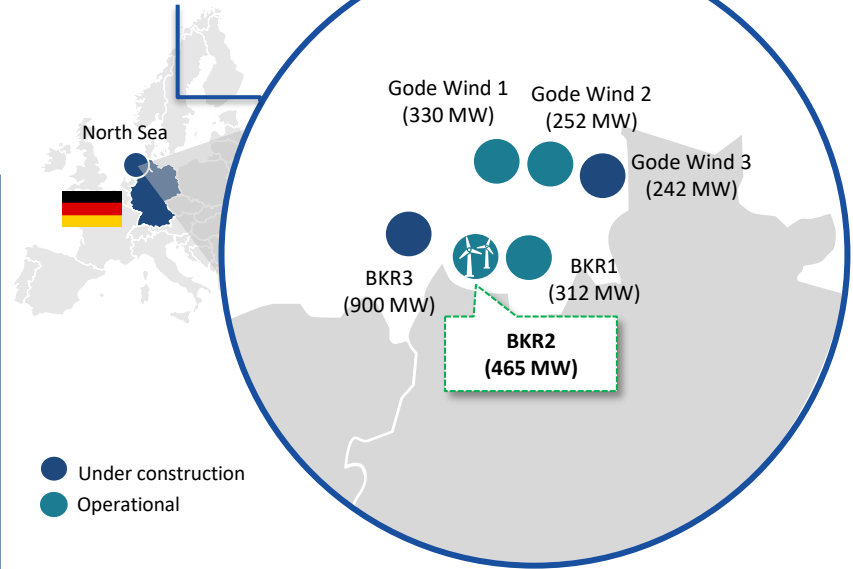 Gode Wind 1
(330 MW)
Gode Wind 2
(252 MW)
North Sea
Gode Wind 3
(242 MW)
BKR3
(900 MW)
BKR1
(312 MW)
BKR2
(465 MW)
Under construction
Operational